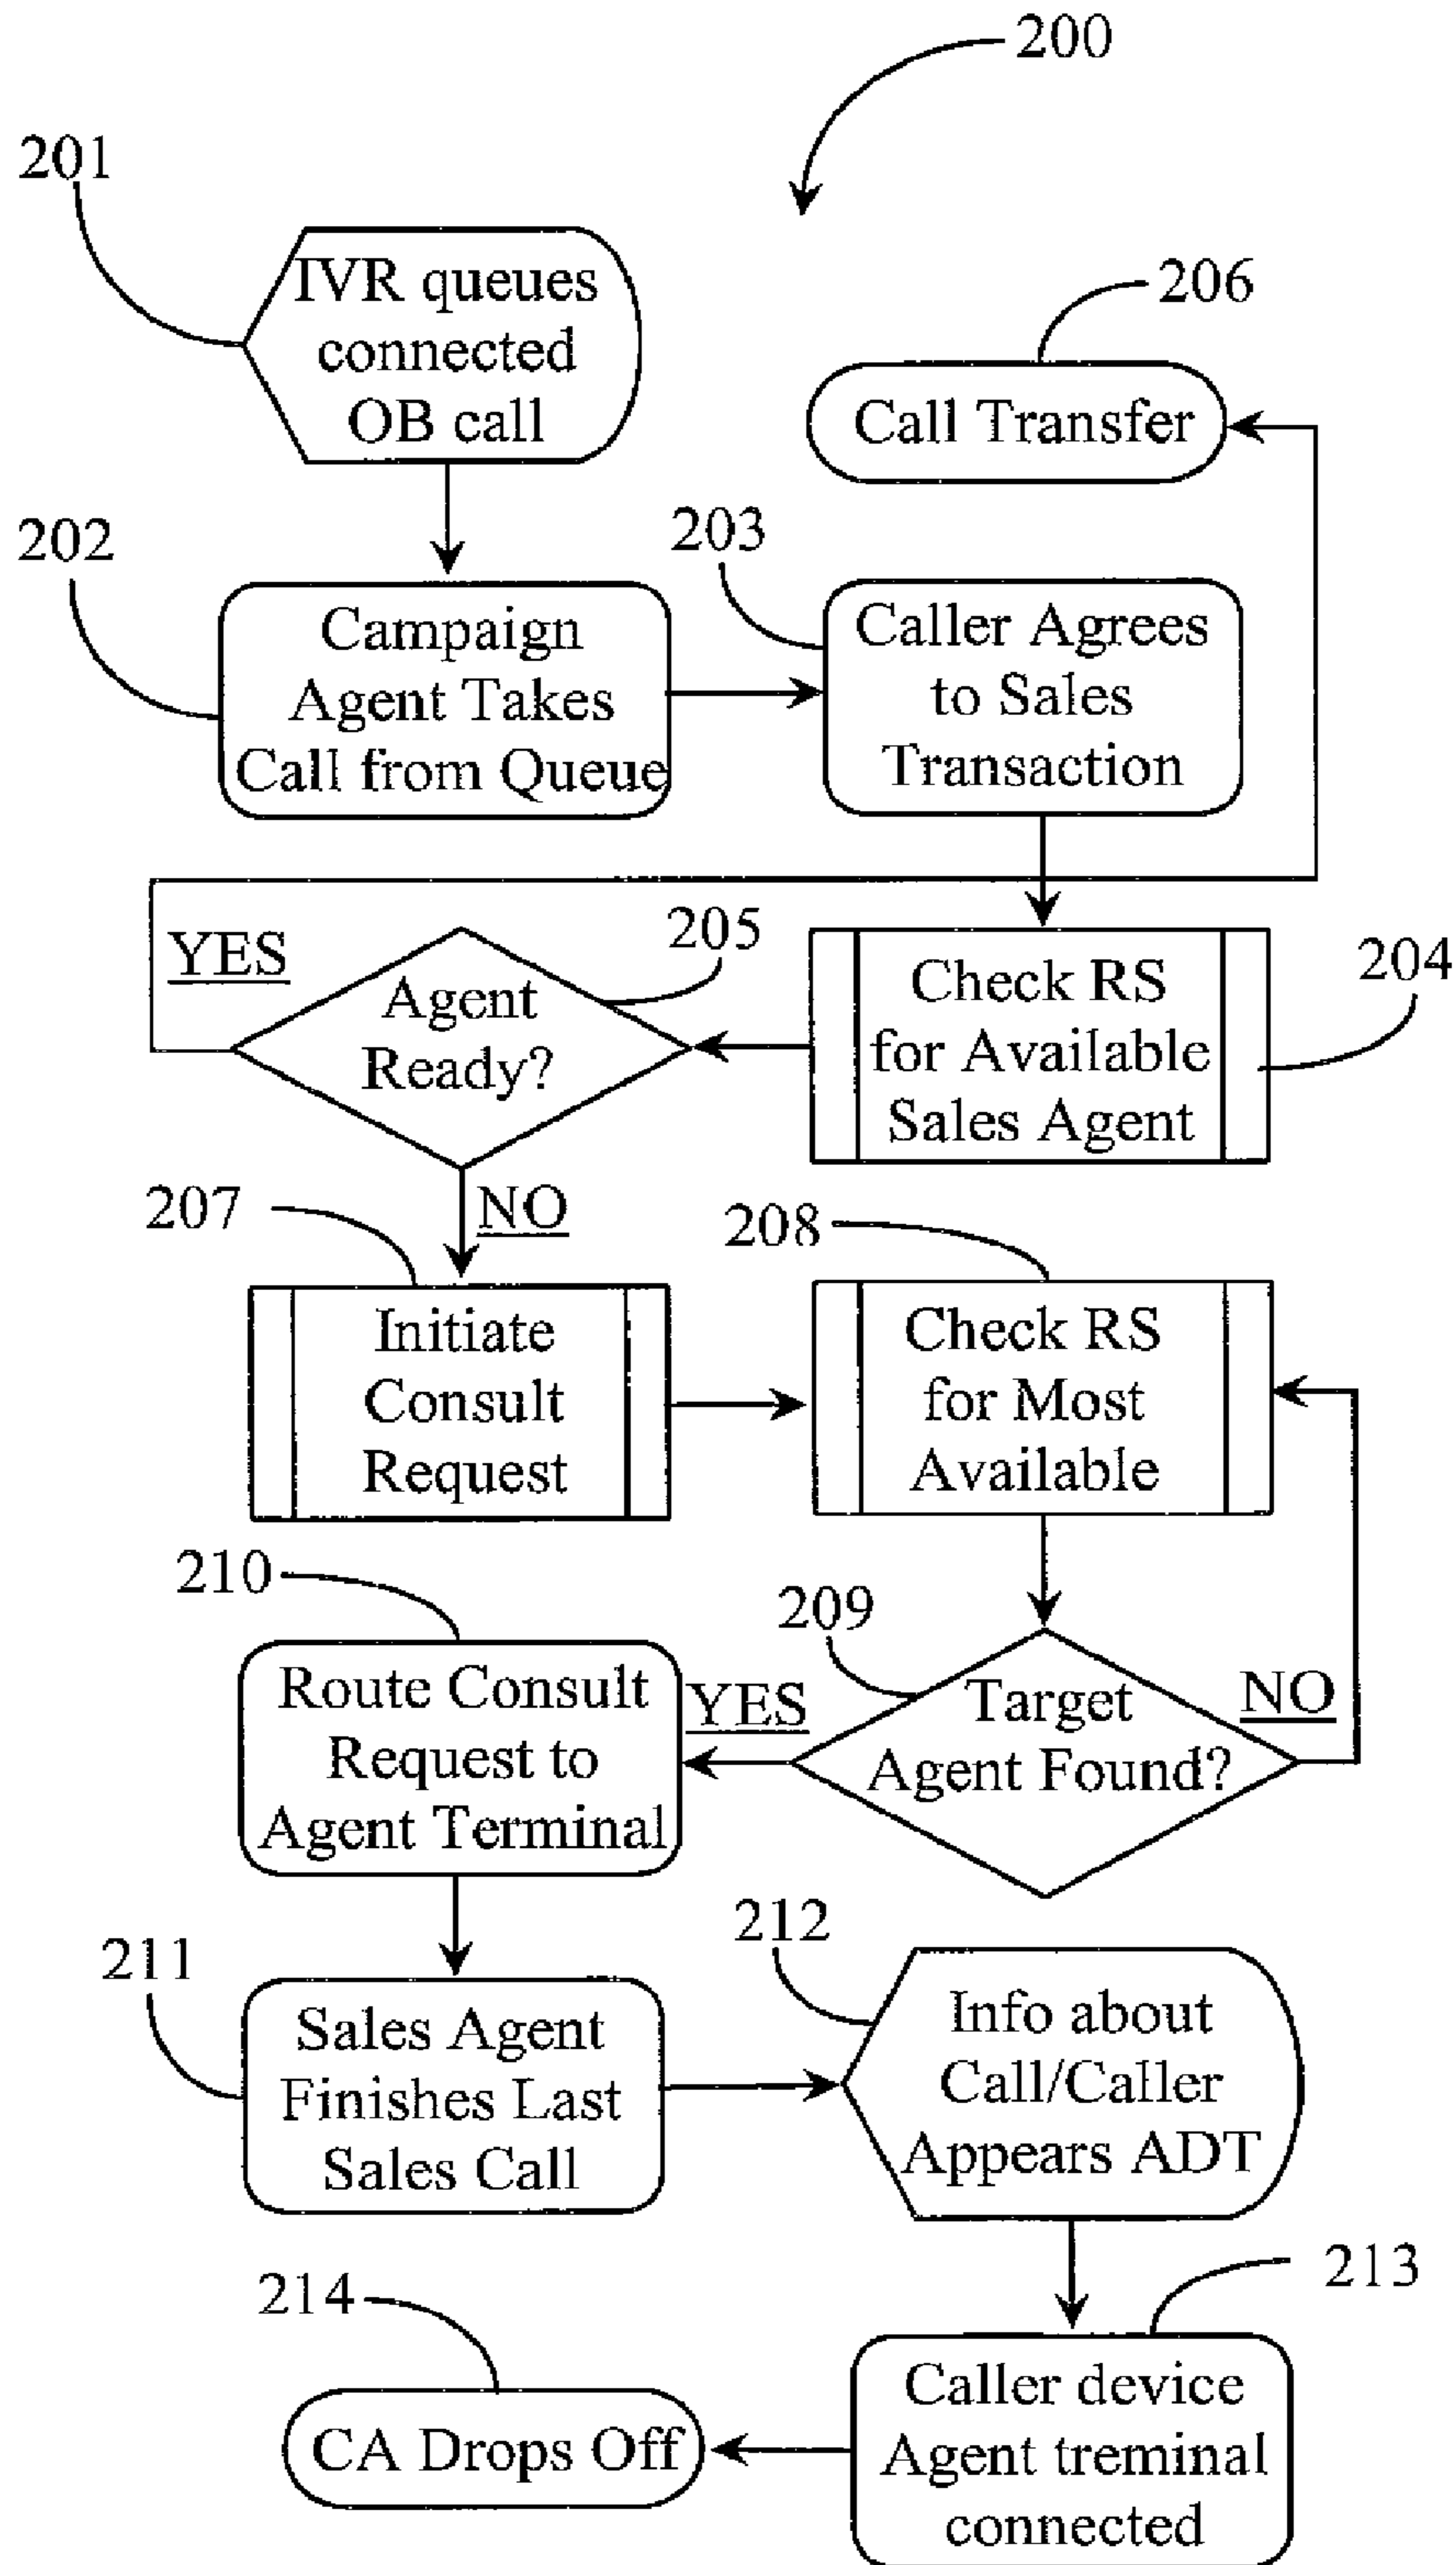 200
201
IVR queues
connected
OB call
206
Call Transfer
202
Campaign
Agent Takes
Call from Queue
203
Caller Agrees
to Sales
Transaction
YES
205
Agent
Ready?
204
Check RS
for Available
Sales Agent
NO
207
Initiate
Consult
Request
208
Check RS
for Most
Available
209
Target
Agent Found?
NO
YES
210
Route Consult
Request to
Agent Terminal
211
Sales Agent
Finishes Last
Sales Call
212
Info about
Call/Caller
Appears ADT
213
Caller device
Agent treminal
connected
214
CA Drops Off